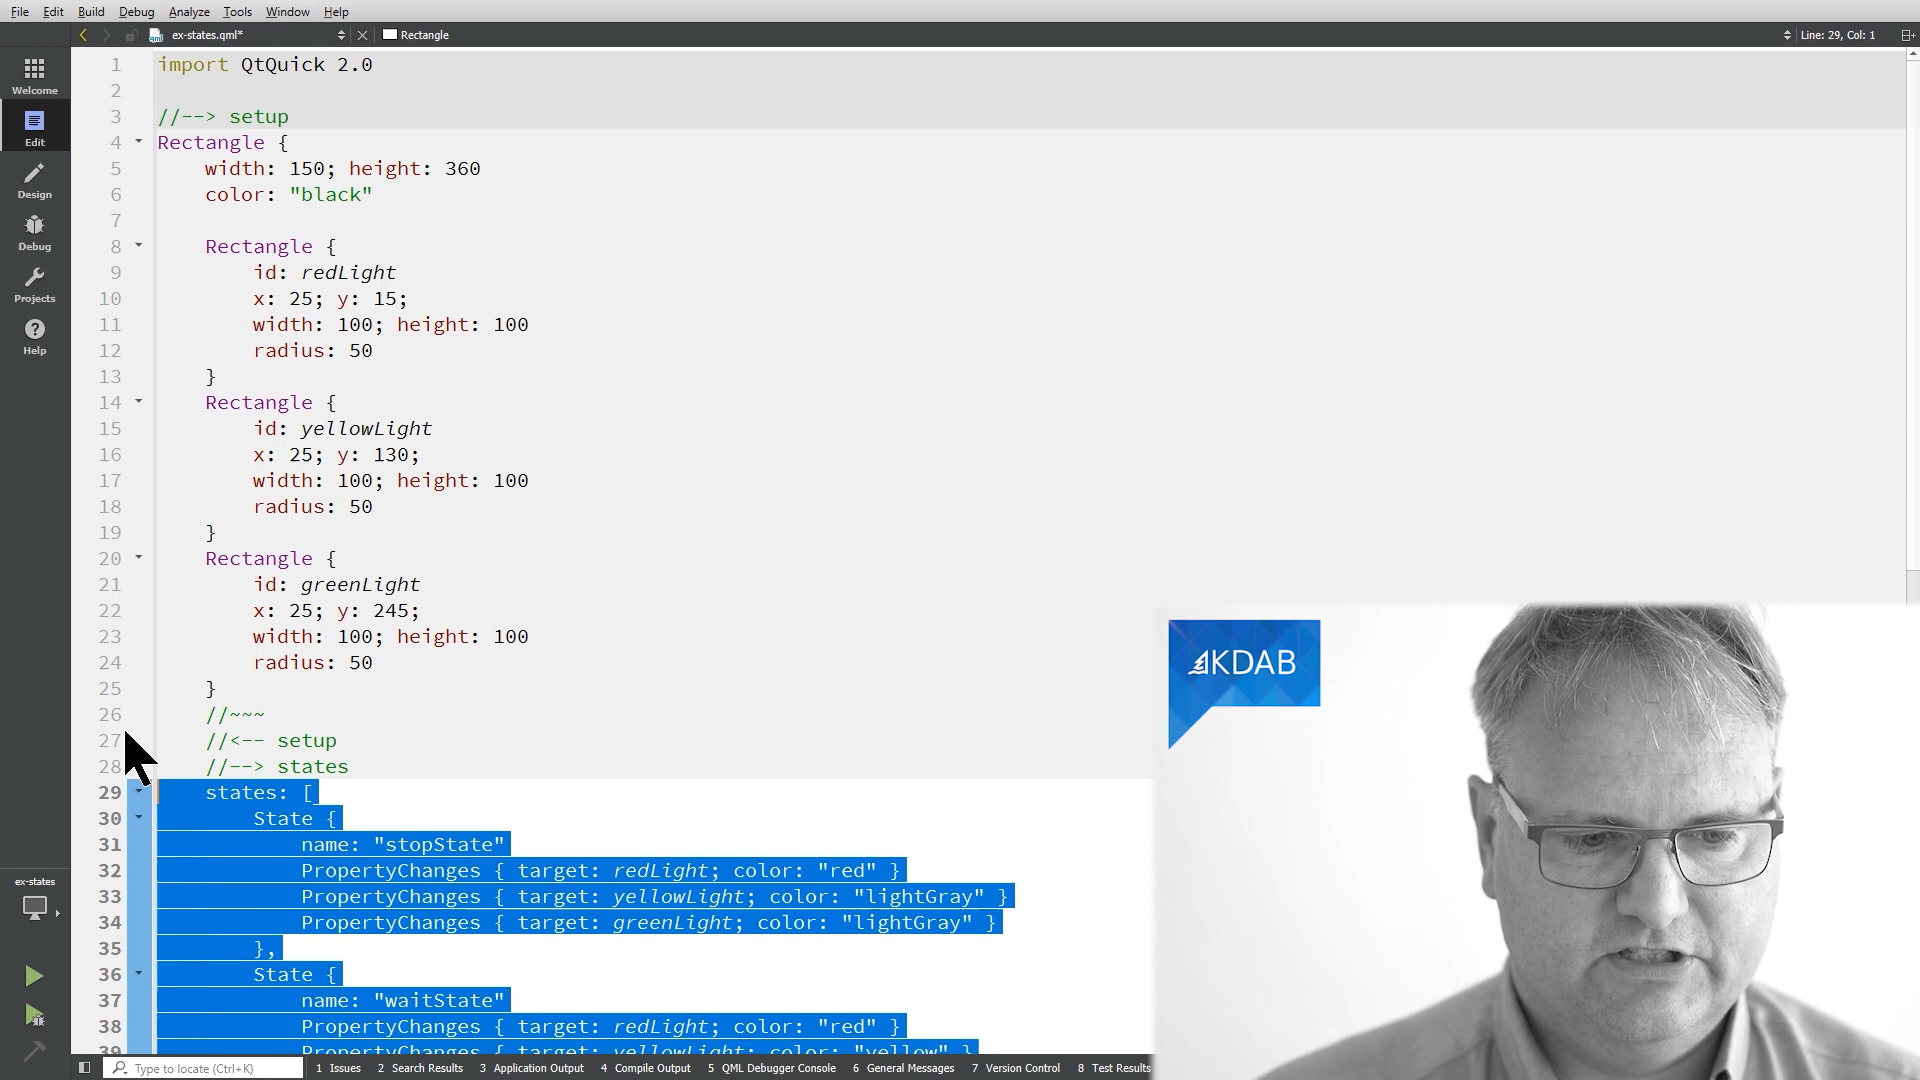 File Edit Build Debug Analyze Tools Window Help
ex-states.qml* Rectangle Line: 29, Col: 1
Welcome
Edit
Design
Debug
Projects
Help
1 import QtQuick 2.0
2
3 //--> setup
4 Rectangle {
5 width: 150; height: 360
6 color: "black"
7
8 Rectangle {
9 id: redLight
10 x: 25; y: 15;
11 width: 100; height: 100
12 radius: 50
13 }
14 Rectangle {
15 id: yellowLight
16 x: 25; y: 130;
17 width: 100; height: 100
18 radius: 50
19 }
20 Rectangle {
21 id: greenLight
22 x: 25; y: 245;
23 width: 100; height: 100
24 radius: 50
25 }
26 //~~~
27 //<-- setup
28 //--> states
29 states: [
30 State {
31 name: "stopState"
32 PropertyChanges { target: redLight; color: "red" }
33 PropertyChanges { target: yellowLight; color: "lightGray" }
34 PropertyChanges { target: greenLight; color: "lightGray" }
35 },
36 State {
37 name: "waitState"
38 PropertyChanges { target: redLight; color: "red" }
39 PropertyChanges { target: yellowLight; color: "yellow" }
KDAB
ex-states
Type to locate (Ctrl+K) 1 Issues 2 Search Results 3 Application Output 4 Compile Output 5 QML Debugger Console 6 General Messages 7 Version Control 8 Test Results